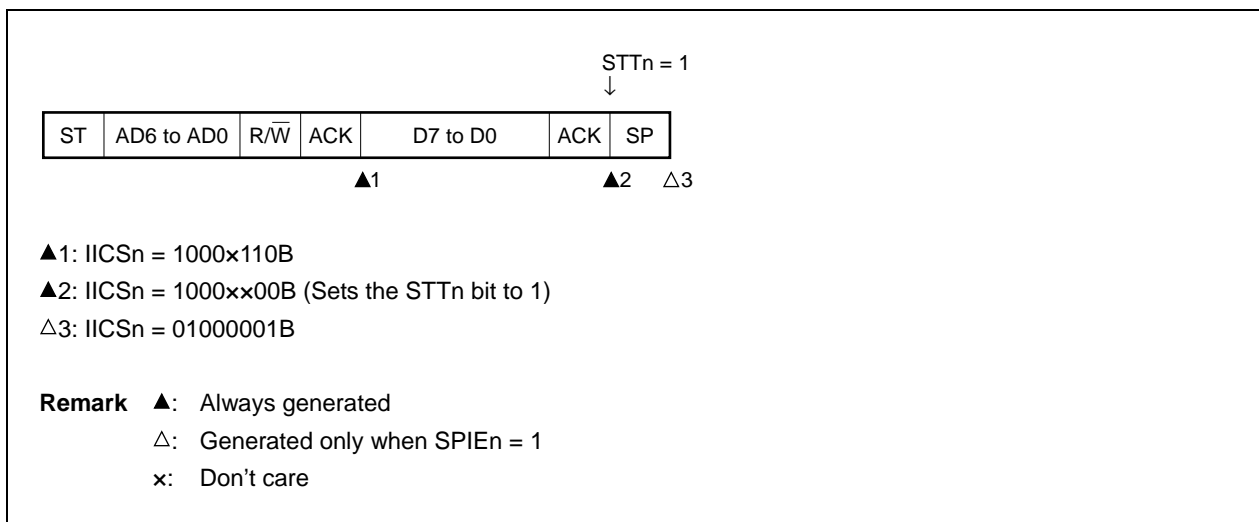 STTn = 1
↓
ST AD6 to AD0 R/W̅ ACK D7 to D0 ACK SP
▲1 ▲2 △3
▲1: IICSn = 1000×110B
▲2: IICSn = 1000××00B (Sets the STTn bit to 1)
△3: IICSn = 01000001B
Remark ▲: Always generated
△: Generated only when SPIEn = 1
×: Don't care